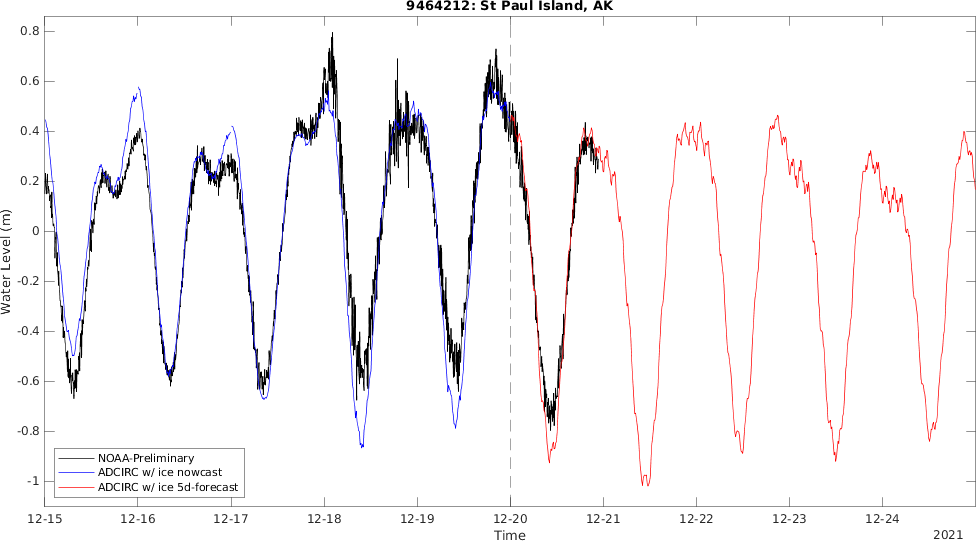 9464212: St Paul Island, AK
Water Level (m)
0.8
0.6
0.4
0.2
0
-0.2
-0.4
-0.6
-0.8
-1
NOAA-Preliminary
ADCIRC w/ ice nowcast
ADCIRC w/ ice 5d-forecast
12-15 12-16 12-17 12-18 12-19 12-20 12-21 12-22 12-23 12-24
Time
2021